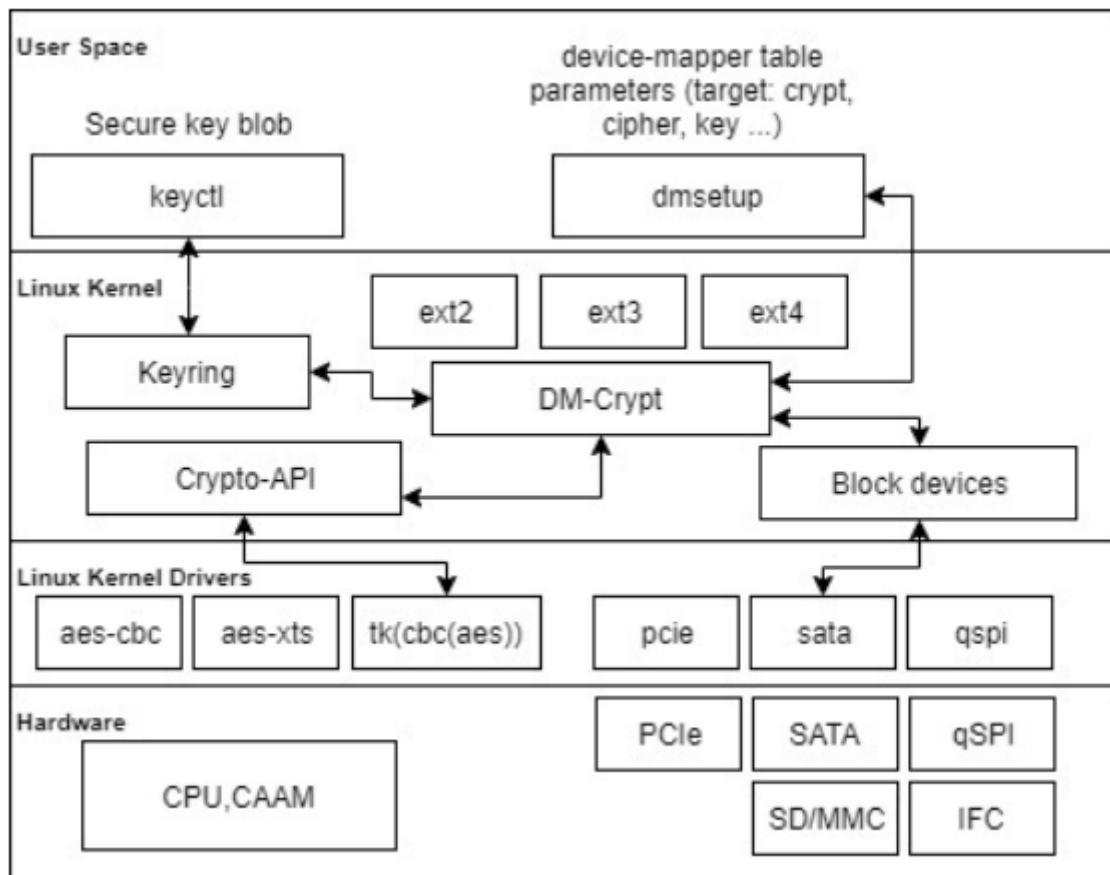 User Space
device-mapper table
parameters (target: crypt,
cipher, key ...)
Secure key blob
keyctl
dmsetup
Linux Kernel
ext2
ext3
ext4
Keyring
DM-Crypt
Crypto-API
Block devices
Linux Kernel Drivers
aes-cbc
aes-xts
tk(cbc(aes))
pcie
sata
qspi
Hardware
PCIe
SATA
qSPI
CPU,CAAM
SD/MMC
IFC